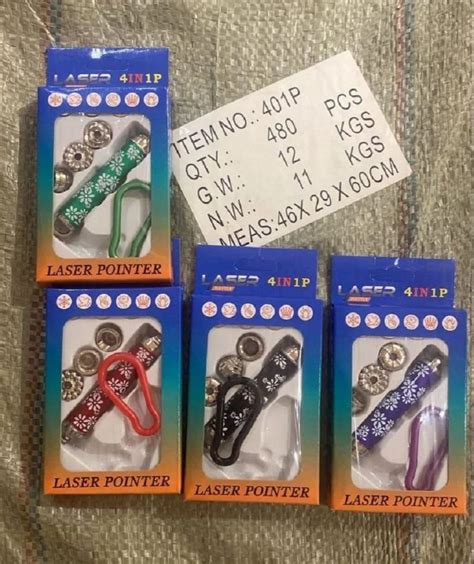 LASER 4IN1P
LASER POINTER
ITEM NO.: 401P
QTY.: 480 PCS
G.W.: 12 KGS
N.W.: 11 KGS
MEAS: 46X 29 X 60CM
LASER POINTER
LASER 4IN1P
LASER POINTER
LASER 4IN1P
LASER POINTER